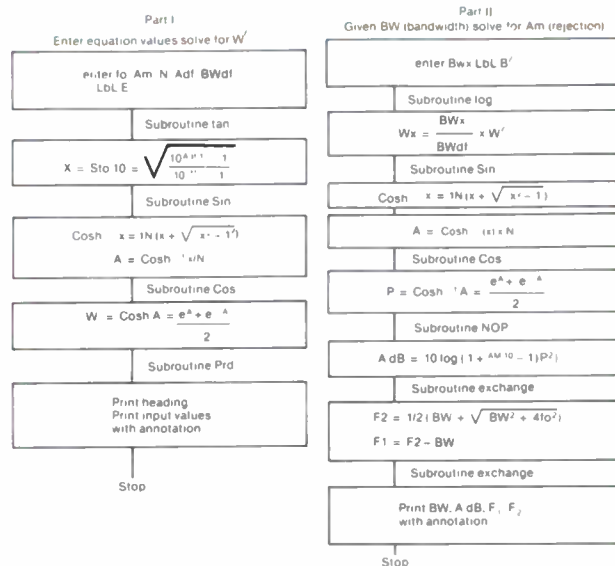 Part I
Enter equation values solve for W′
enter fo Am N Adf BWdf
LbL E
Subroutine tan
X = Sto 10 =
Subroutine Sin
Cosh x = 1N(x + √x² − 1²)
A = Cosh ⁻¹x/N
Subroutine Cos
W = Cosh A = (e^A + e^−A) / 2
Subroutine Prd
Print heading
Print input values
with annotation
Stop
Part II
Given BW (bandwidth) solve for Am (rejection)
enter Bwx LbL B′
Subroutine log
Wx = BWx / BWdf x W′
Subroutine Sin
Cosh x = 1N(x + √x² − 1)
A = Cosh (x) x N
Subroutine Cos
P = Cosh ⁻¹A = (e^A + e^−A) / 2
Subroutine NOP
A dB = 10 log (1 + ^AM/10 − 1)P²)
Subroutine exchange
F2 = 1/2 (BW + √BW² + 4fo²)
F1 = F2 − BW
Subroutine exchange
Print BW, A dB, F₁ F₂
with annotation
Stop